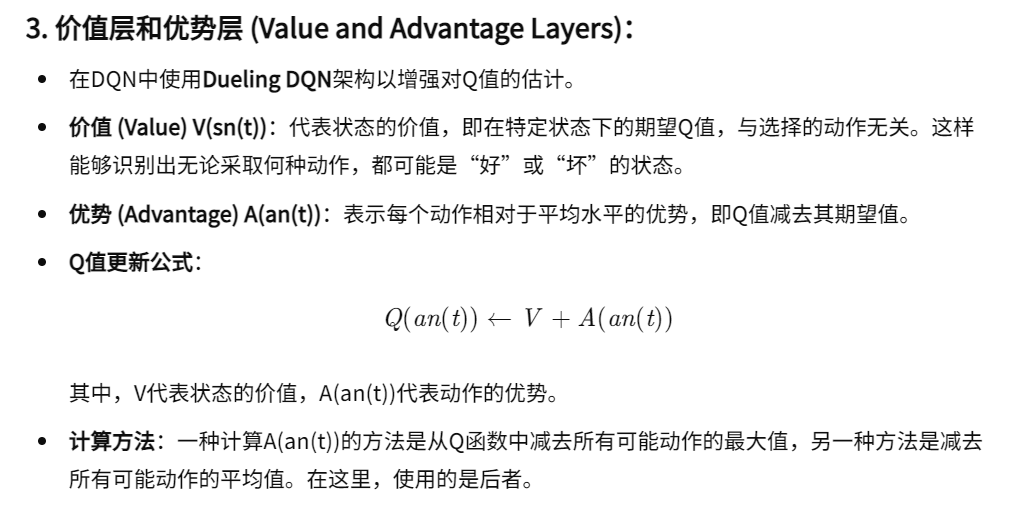 3. 价值层和优势层 (Value and Advantage Layers)：
• 在DQN中使用Dueling DQN架构以增强对Q值的估计。
• 价值 (Value) V(sn(t))：代表状态的价值，即在特定状态下的期望Q值，与选择的动作无关。这样
能够识别出无论采取何种动作，都可能是“好”或“坏”的状态。
• 优势 (Advantage) A(an(t))：表示每个动作相对于平均水平的优势，即Q值减去其期望值。
• Q值更新公式：
Q(an(t)) ← V + A(an(t))
其中，V代表状态的价值，A(an(t))代表动作的优势。
• 计算方法：一种计算A(an(t))的方法是从Q函数中减去所有可能动作的最大值，另一种方法是减去
所有可能动作的平均值。在这里，使用的是后者。